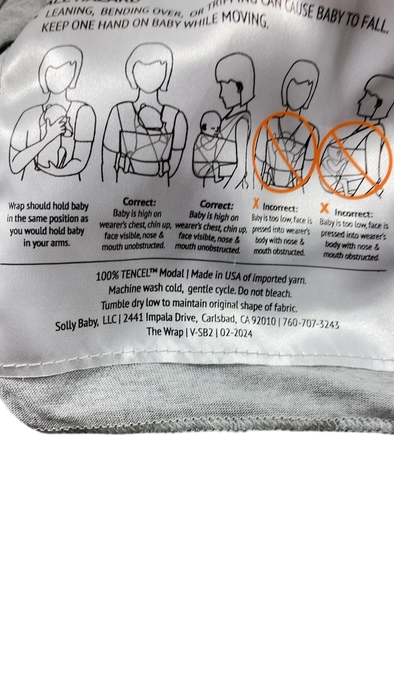 LEANING, BENDING OVER, OR TRIPPING CAN CAUSE BABY TO FALL.
KEEP ONE HAND ON BABY WHILE MOVING.
Wrap should hold baby
in the same position as
you would hold baby
in your arms.
Correct:
Baby is high on
wearer's chest, chin up,
face visible, nose &
mouth unobstructed.
Correct:
Baby is high on
wearer's chest, chin up,
face visible, nose &
mouth unobstructed.
X Incorrect:
Baby is too low, face is
pressed into wearer's
body with nose &
mouth obstructed.
X Incorrect:
Baby is too low, face is
pressed into wearer's
body with nose &
mouth obstructed.
100% TENCEL™ Modal | Made in USA of imported yarn.
Machine wash cold, gentle cycle. Do not bleach.
Tumble dry low to maintain original shape of fabric.
Solly Baby, LLC | 2441 Impala Drive, Carlsbad, CA 92010 | 760-707-3243
The Wrap | V-SB2 | 02-2024